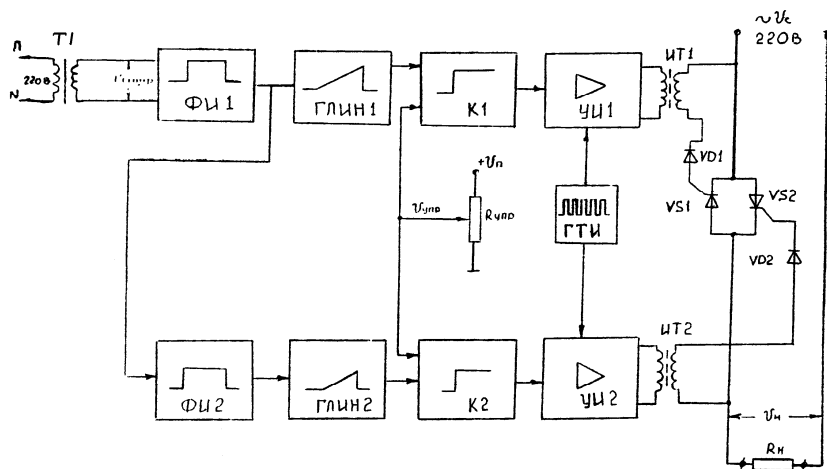 ~Uc
220В
Л
T1
220В
N
ФИ1
ГЛИН1
К1
УИ1
ИТ1
VD1
VS1
VS2
VD2
+Uп
Uупр
Rупр
ГТИ
ФИ2
ГЛИН2
К2
УИ2
ИТ2
Uн
Rн